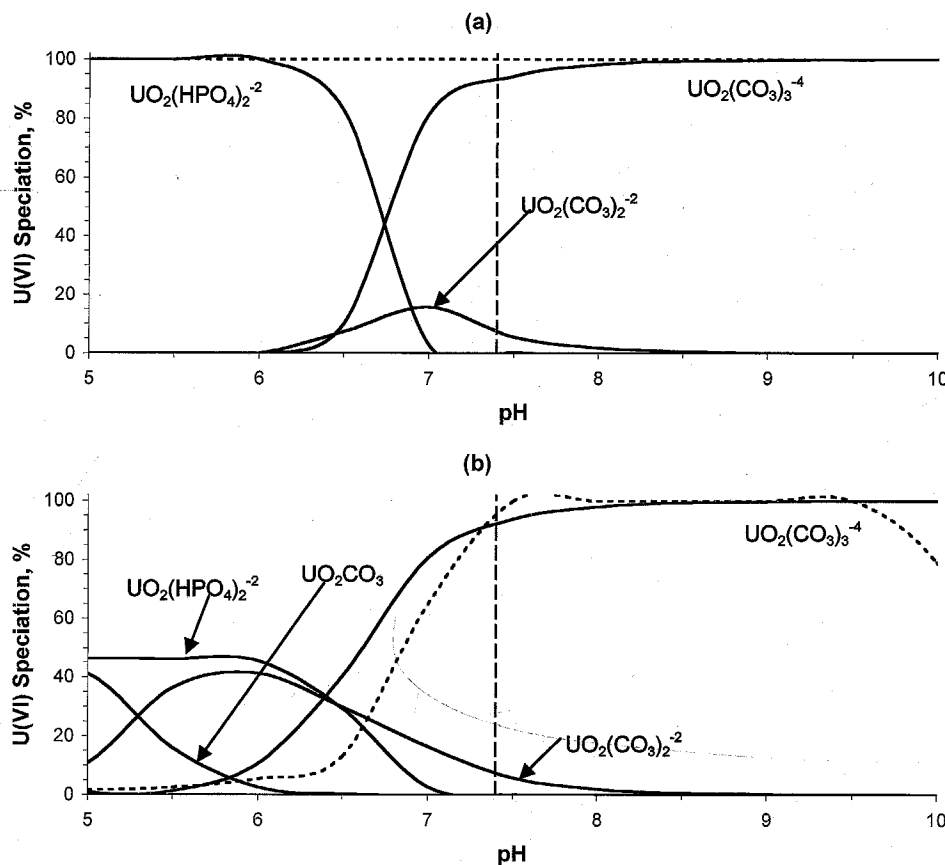 (a)
100
80
60
40
20
0
U(VI) Speciation, %
UO₂(HPO₄)₂⁻²
UO₂(CO₃)₃⁻⁴
UO₂(CO₃)₂⁻²
5 6 7 8 9 10
pH
(b)
100
80
60
40
20
0
U(VI) Speciation, %
UO₂(CO₃)₃⁻⁴
UO₂(HPO₄)₂⁻² UO₂CO₃
UO₂(CO₃)₂⁻²
5 6 7 8 9 10
pH